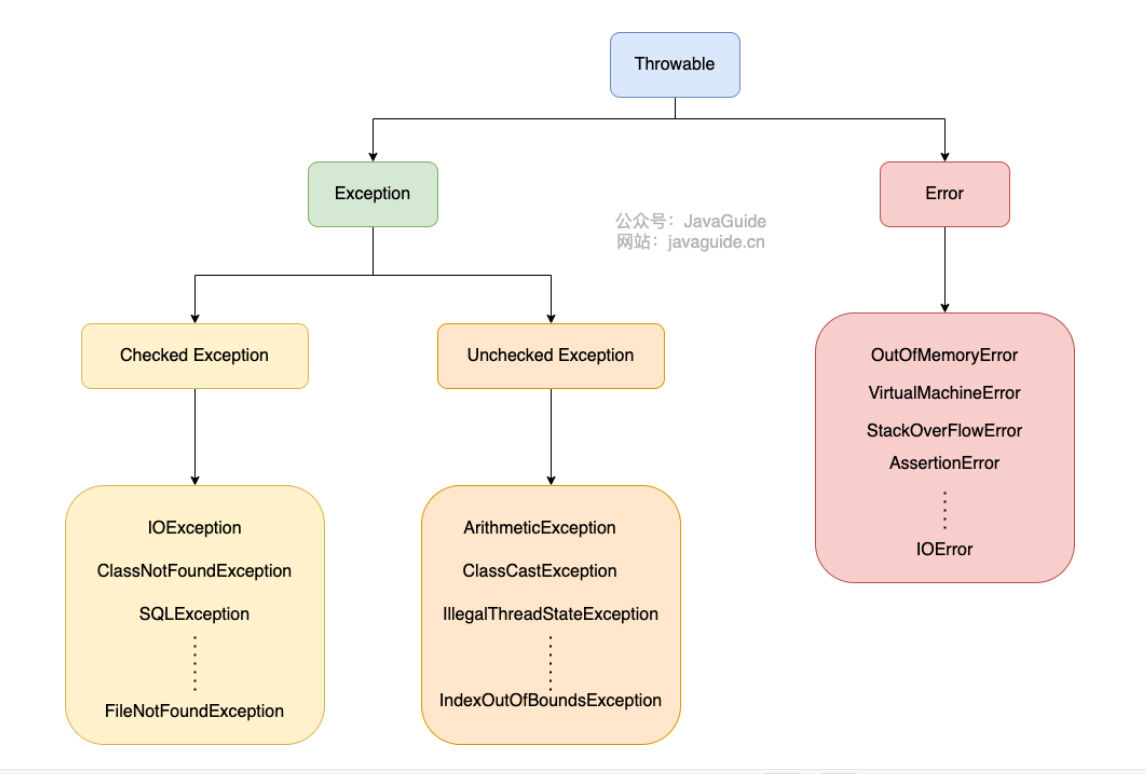 Throwable
Exception
Error
公众号：JavaGuide
网站：javaguide.cn
Checked Exception
Unchecked Exception
OutOfMemoryError
VirtualMachineError
StackOverFlowError
AssertionError
IOError
IOException
ClassNotFoundException
SQLException
FileNotFoundException
ArithmeticException
ClassCastException
IllegalThreadStateException
IndexOutOfBoundsException